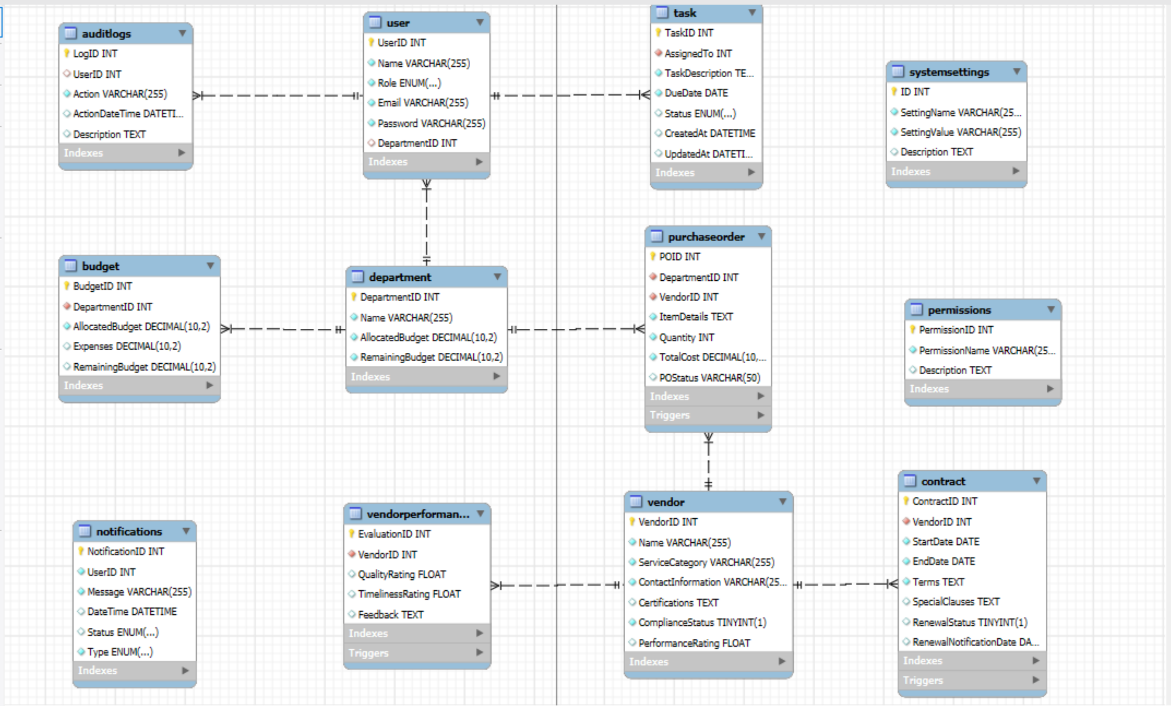 auditlogs
LogID INT
UserID INT
Action VARCHAR(255)
ActionDateTime DATETI...
Description TEXT
Indexes
user
UserID INT
Name VARCHAR(255)
Role ENUM(...)
Email VARCHAR(255)
Password VARCHAR(255)
DepartmentID INT
Indexes
task
TaskID INT
AssignedTo INT
TaskDescription TE...
DueDate DATE
Status ENUM(...)
CreatedAt DATETIME
UpdatedAt DATETI...
Indexes
systemsettings
ID INT
SettingName VARCHAR(25...
SettingValue VARCHAR(255)
Description TEXT
Indexes
budget
BudgetID INT
DepartmentID INT
AllocatedBudget DECIMAL(10,2)
Expenses DECIMAL(10,2)
RemainingBudget DECIMAL(10,2)
Indexes
department
DepartmentID INT
Name VARCHAR(255)
AllocatedBudget DECIMAL(10,2)
RemainingBudget DECIMAL(10,2)
Indexes
purchaseorder
POID INT
DepartmentID INT
VendorID INT
ItemDetails TEXT
Quantity INT
TotalCost DECIMAL(10,...
POStatus VARCHAR(50)
Indexes
Triggers
permissions
PermissionID INT
PermissionName VARCHAR(25...
Description TEXT
Indexes
notifications
NotificationID INT
UserID INT
Message VARCHAR(255)
DateTime DATETIME
Status ENUM(...)
Type ENUM(...)
Indexes
vendorperforman...
EvaluationID INT
VendorID INT
QualityRating FLOAT
TimelinessRating FLOAT
Feedback TEXT
Indexes
Triggers
vendor
VendorID INT
Name VARCHAR(255)
ServiceCategory VARCHAR(255)
ContactInformation VARCHAR(25...
Certifications TEXT
ComplianceStatus TINYINT(1)
PerformanceRating FLOAT
Indexes
contract
ContractID INT
VendorID INT
StartDate DATE
EndDate DATE
Terms TEXT
SpecialClauses TEXT
RenewalStatus TINYINT(1)
RenewalNotificationDate DA...
Indexes
Triggers